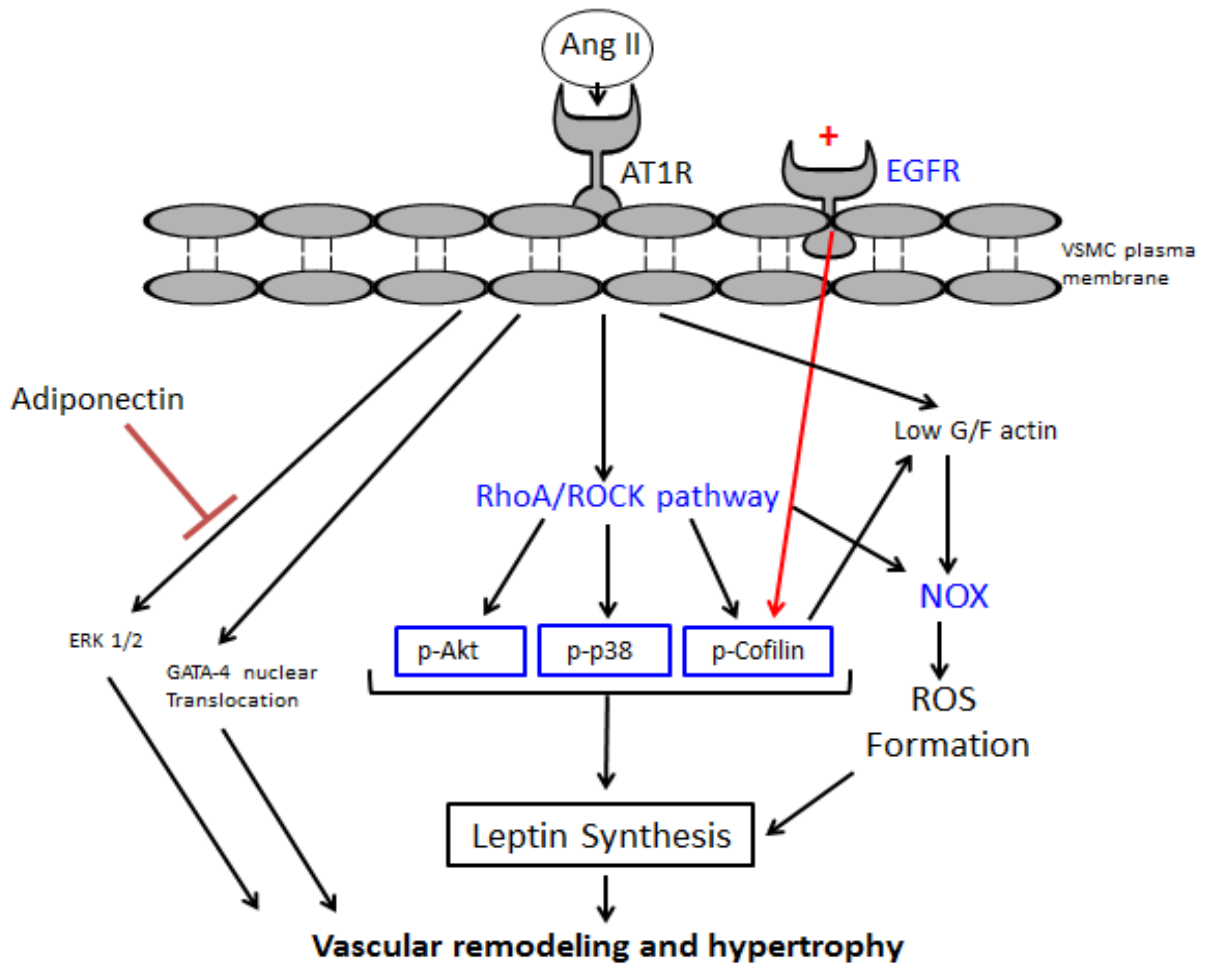 Ang II
+
AT1R
EGFR
VSMC plasma
membrane
Adiponectin
Low G/F actin
RhoA/ROCK pathway
NOX
ERK 1/2
p-Akt
p-p38
p-Cofilin
GATA-4 nuclear
Translocation
ROS
Formation
Leptin Synthesis
Vascular remodeling and hypertrophy